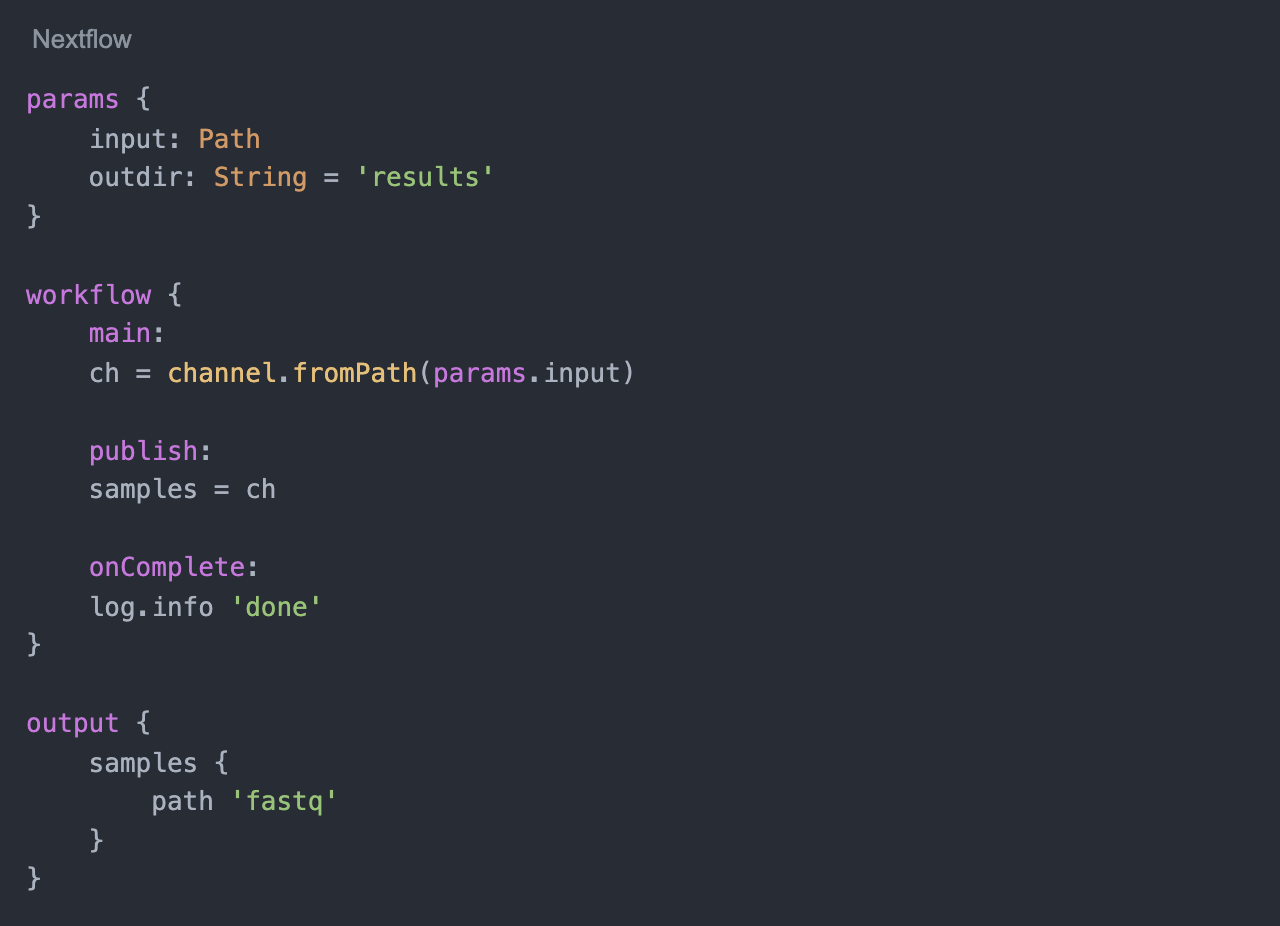 Nextflow
params {
    input: Path
    outdir: String = 'results'
}

workflow {
    main:
    ch = channel.fromPath(params.input)

    publish:
    samples = ch

    onComplete:
    log.info 'done'
}

output {
    samples {
        path 'fastq'
    }
}